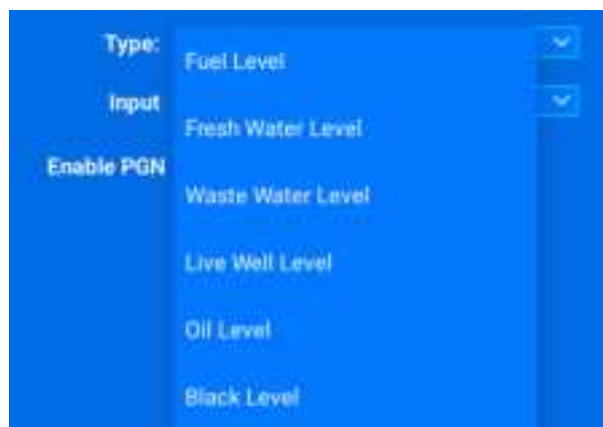 Type:
Fuel Level
Input
Fresh Water Level
Enable PGN
Waste Water Level
Live Well Level
Oil Level
Black Level